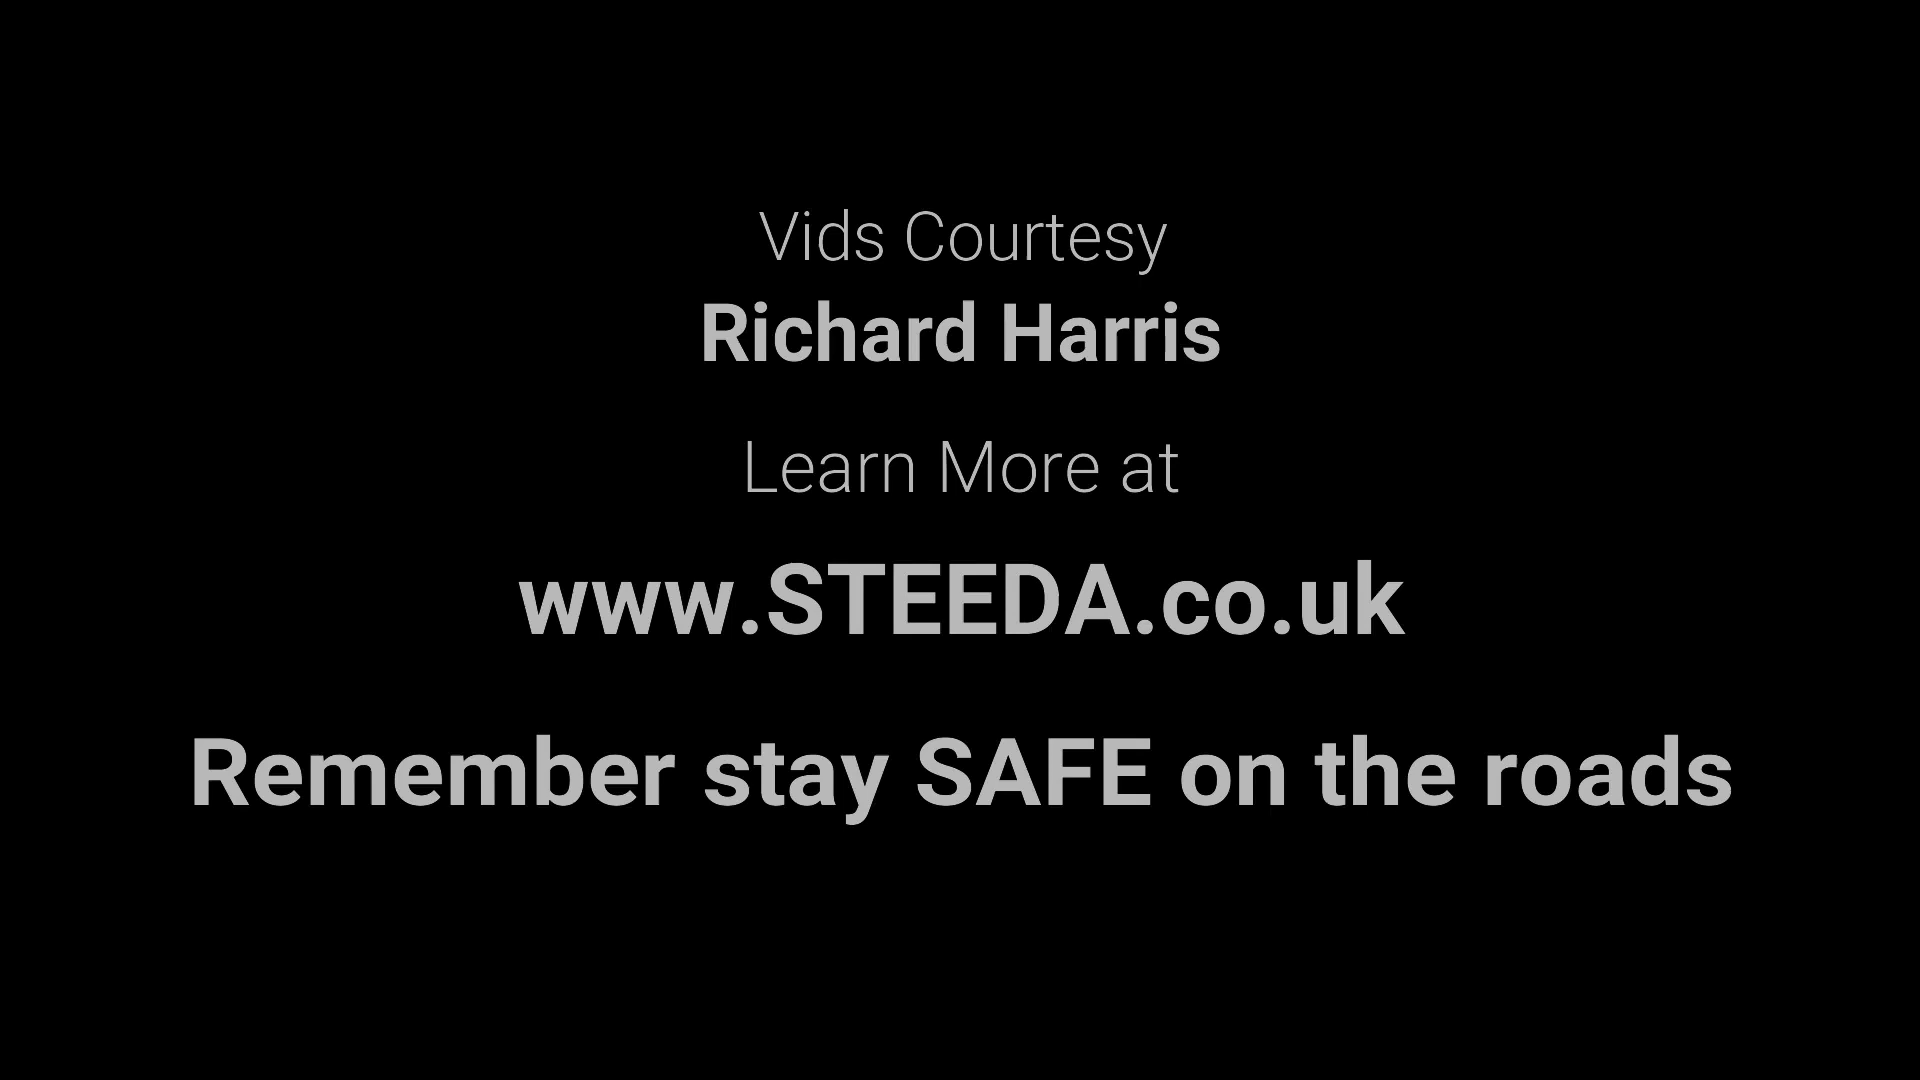 Vids Courtesy
Richard Harris
Learn More at
www.STEEDA.co.uk
Remember stay SAFE on the roads